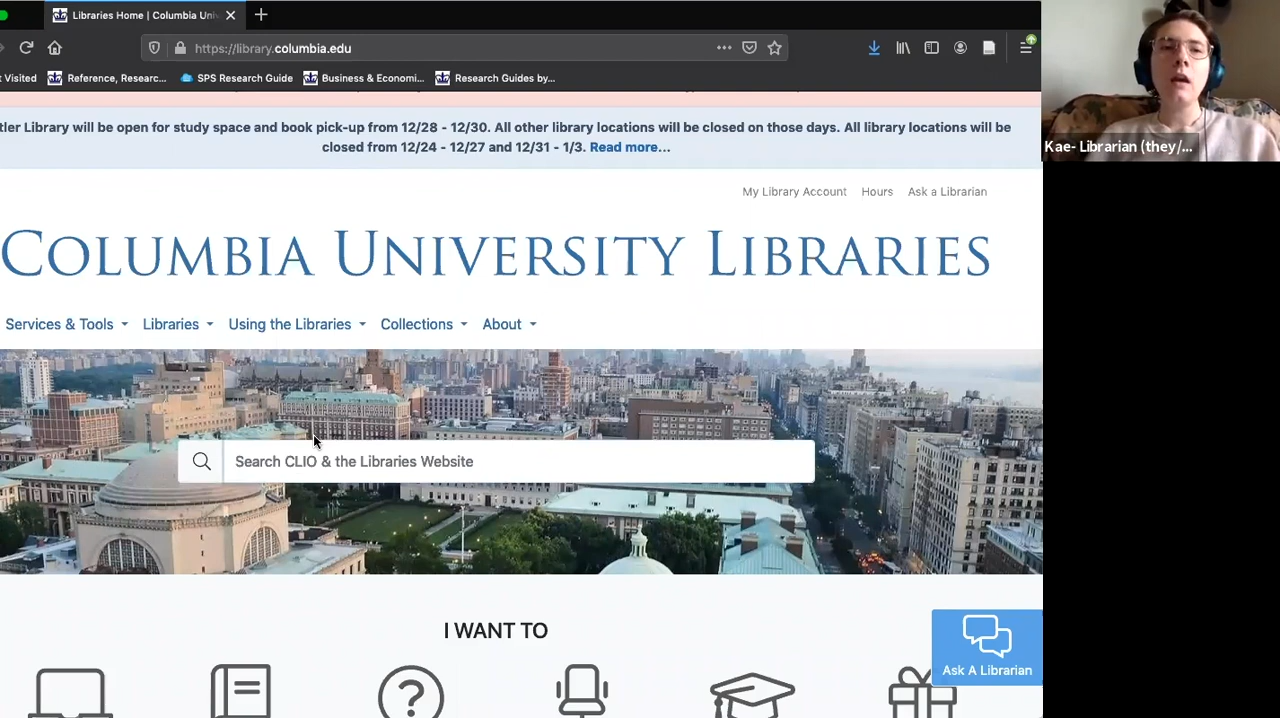 Libraries Home | Columbia Uni
https://library.columbia.edu
t Visited
Reference, Researc...
SPS Research Guide
Business & Economi...
Research Guides by...
Kae- Librarian (they/...
tler Library will be open for study space and book pick-up from 12/28 - 12/30. All other library locations will be closed on those days. All library locations will be
closed from 12/24 - 12/27 and 12/31 - 1/3. Read more...
My Library Account
Hours
Ask a Librarian
COLUMBIA UNIVERSITY LIBRARIES
Services & Tools
Libraries
Using the Libraries
Collections
About
Search CLIO & the Libraries Website
I WANT TO
Ask A Librarian